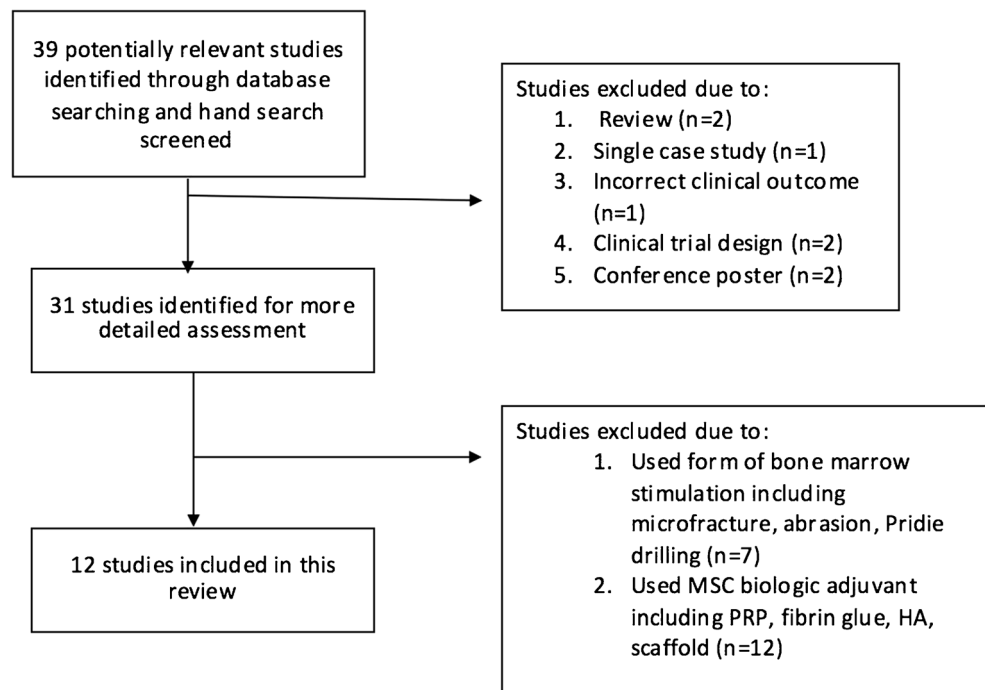 39 potentially relevant studies
identified through database
searching and hand search
screened
Studies excluded due to:
1. Review (n=2)
2. Single case study (n=1)
3. Incorrect clinical outcome
(n=1)
4. Clinical trial design (n=2)
5. Conference poster (n=2)
31 studies identified for more
detailed assessment
Studies excluded due to:
1. Used form of bone marrow
stimulation including
microfracture, abrasion, Pridie
drilling (n=7)
2. Used MSC biologic adjuvant
including PRP, fibrin glue, HA,
scaffold (n=12)
12 studies included in this
review